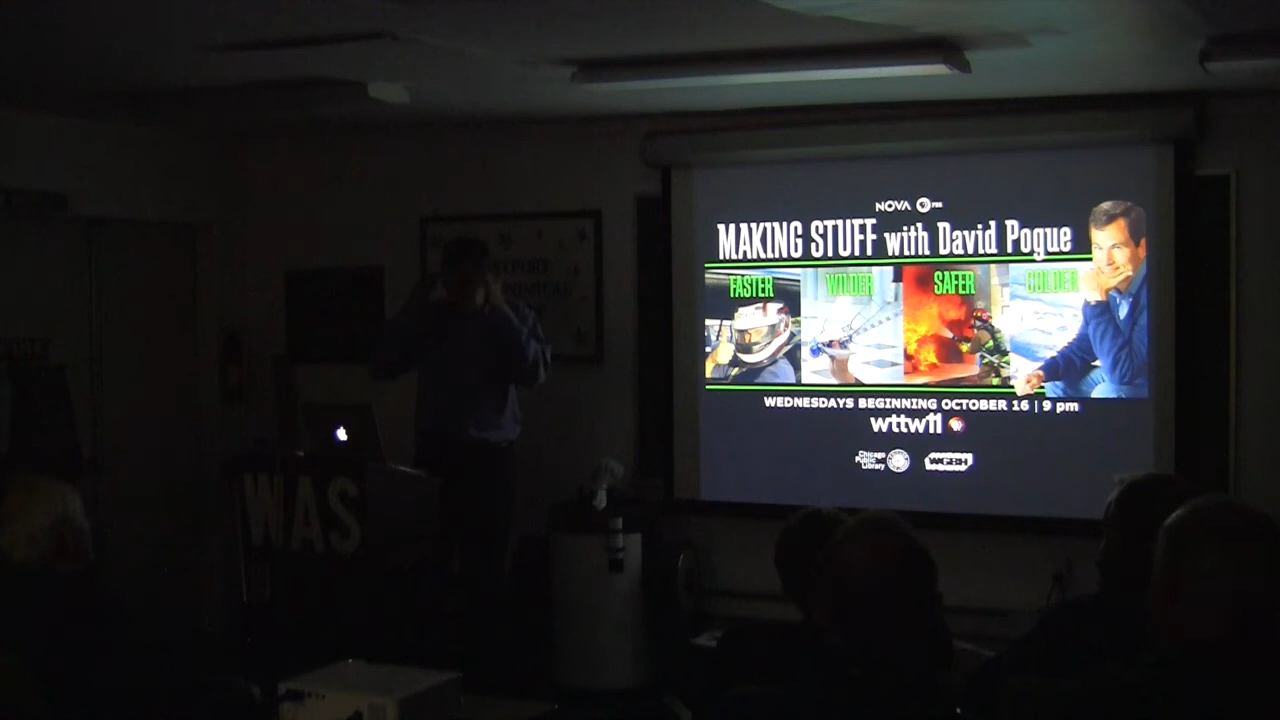 NOVA PBS
MAKING STUFF with David Pogue
FASTER
WILDER
SAFER
COLDER
WEDNESDAYS BEGINNING OCTOBER 16 | 9 pm
wttw11
Chicago
Public
Library
WGBH
WAS